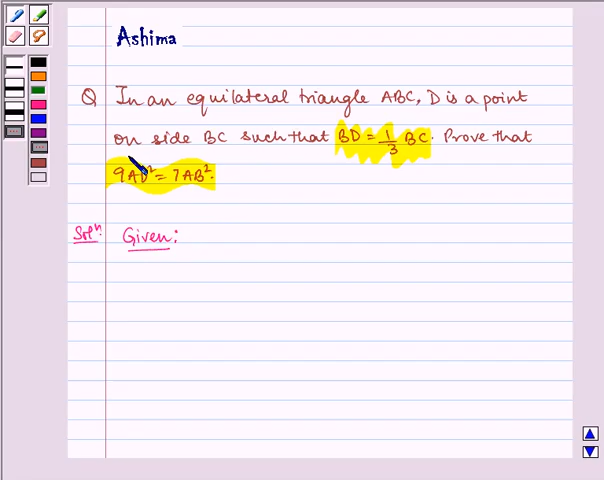 Ashima
Q In an equilateral triangle ABC, D is a point
on side BC such that BD = 1/3 BC. Prove that
9AD² = 7AB².
Solⁿ. Given: